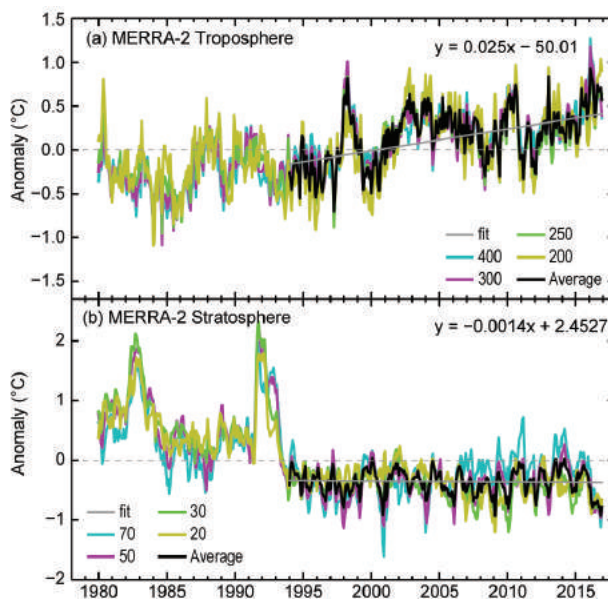 (a) MERRA-2 Troposphere
y = 0.025x − 50.01
1.5
1.0
0.5
0.0
−0.5
−1.0
−1.5
Anomaly (°C)
fit
250
400
200
300
Average
(b) MERRA-2 Stratosphere
y = −0.0014x + 2.4527
2
1
0
−1
−2
Anomaly (°C)
fit
30
70
20
50
Average
1980 1985 1990 1995 2000 2005 2010 2015